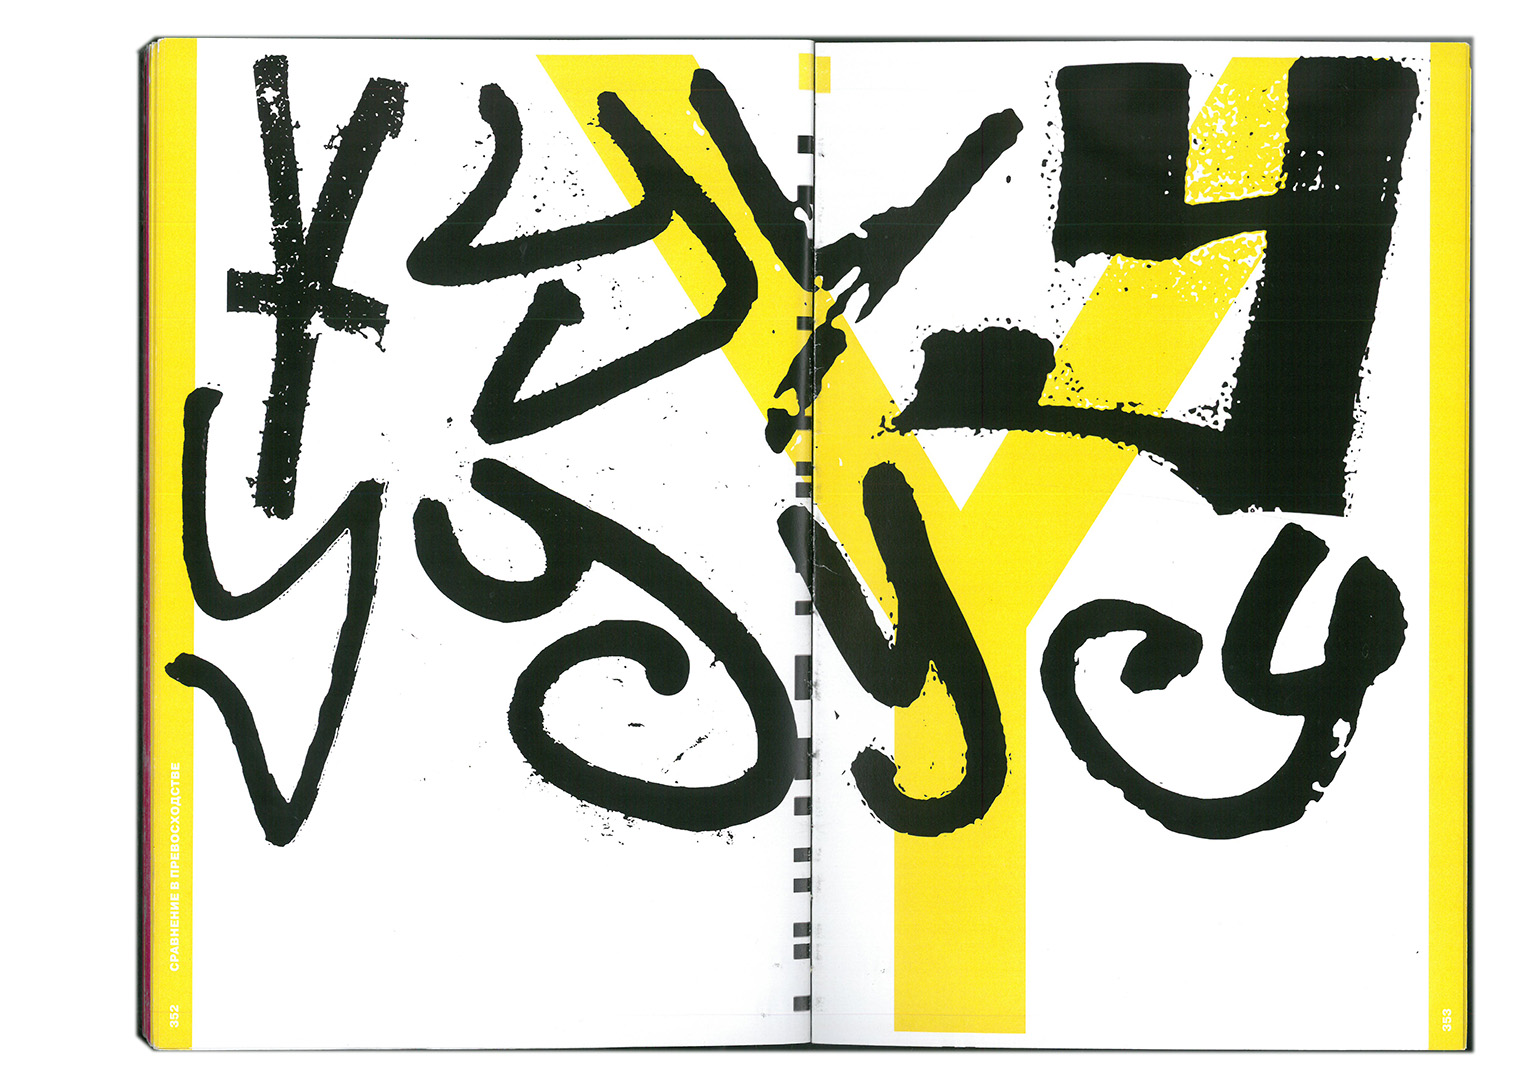 Ұ У У У
У У У У
Y
СРАВНЕНИЕ В ПРЕВОСХОДСТВЕ
352
353